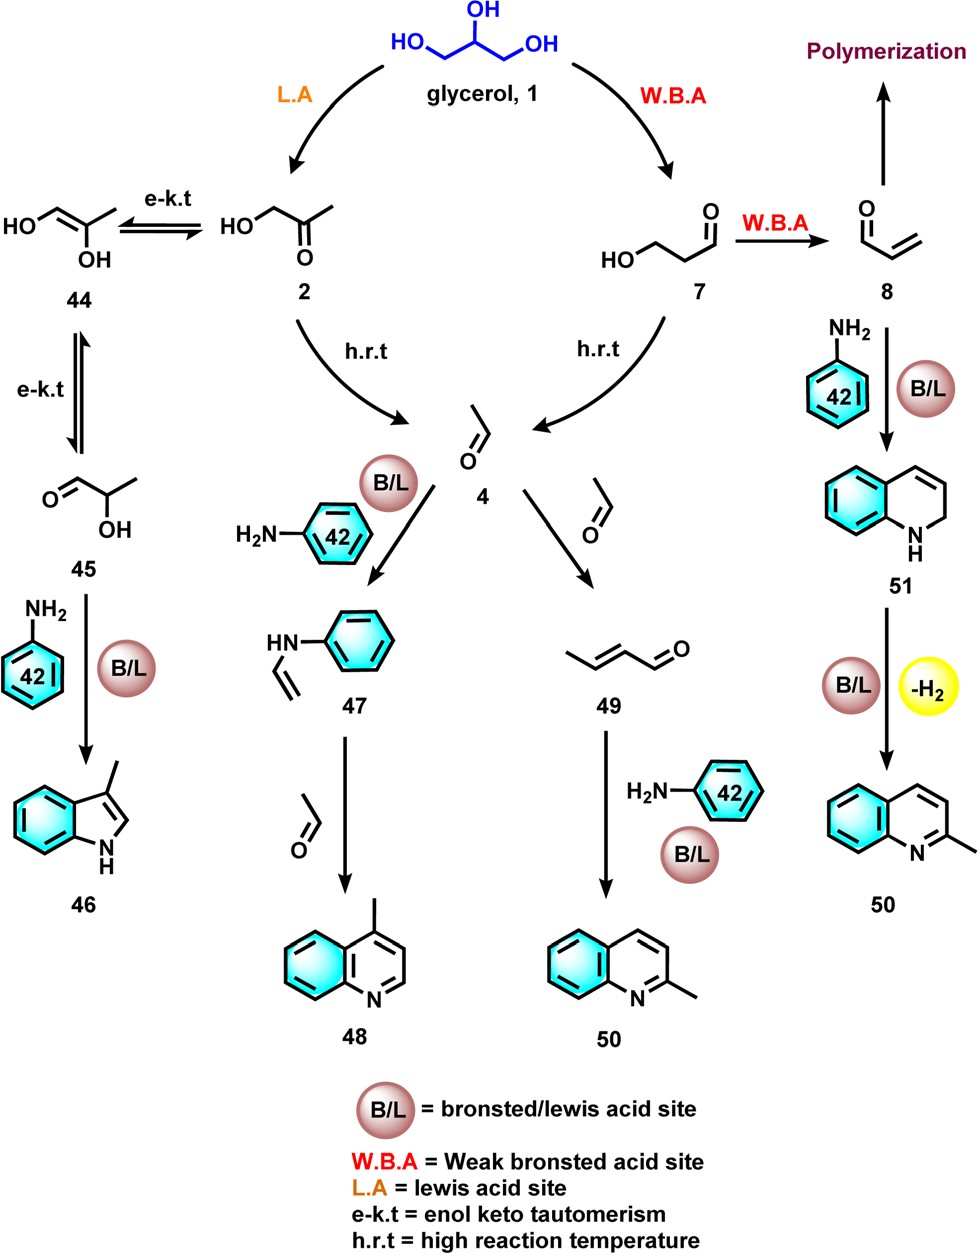 OH
HO
OH
glycerol, 1
Polymerization
L.A
W.B.A
HO
OH
44
e-k.t
HO
O
2
O
HO
7
W.B.A
O
8
h.r.t
h.r.t
NH2
42
B/L
e-k.t
O
OH
45
O
4
B/L
H2N
42
O
N
H
51
NH2
42
B/L
HN
47
O
49
B/L
-H2
N
H
46
O
H2N
42
B/L
N
50
N
48
N
50
B/L = bronsted/lewis acid site
W.B.A = Weak bronsted acid site
L.A = lewis acid site
e-k.t = enol keto tautomerism
h.r.t = high reaction temperature